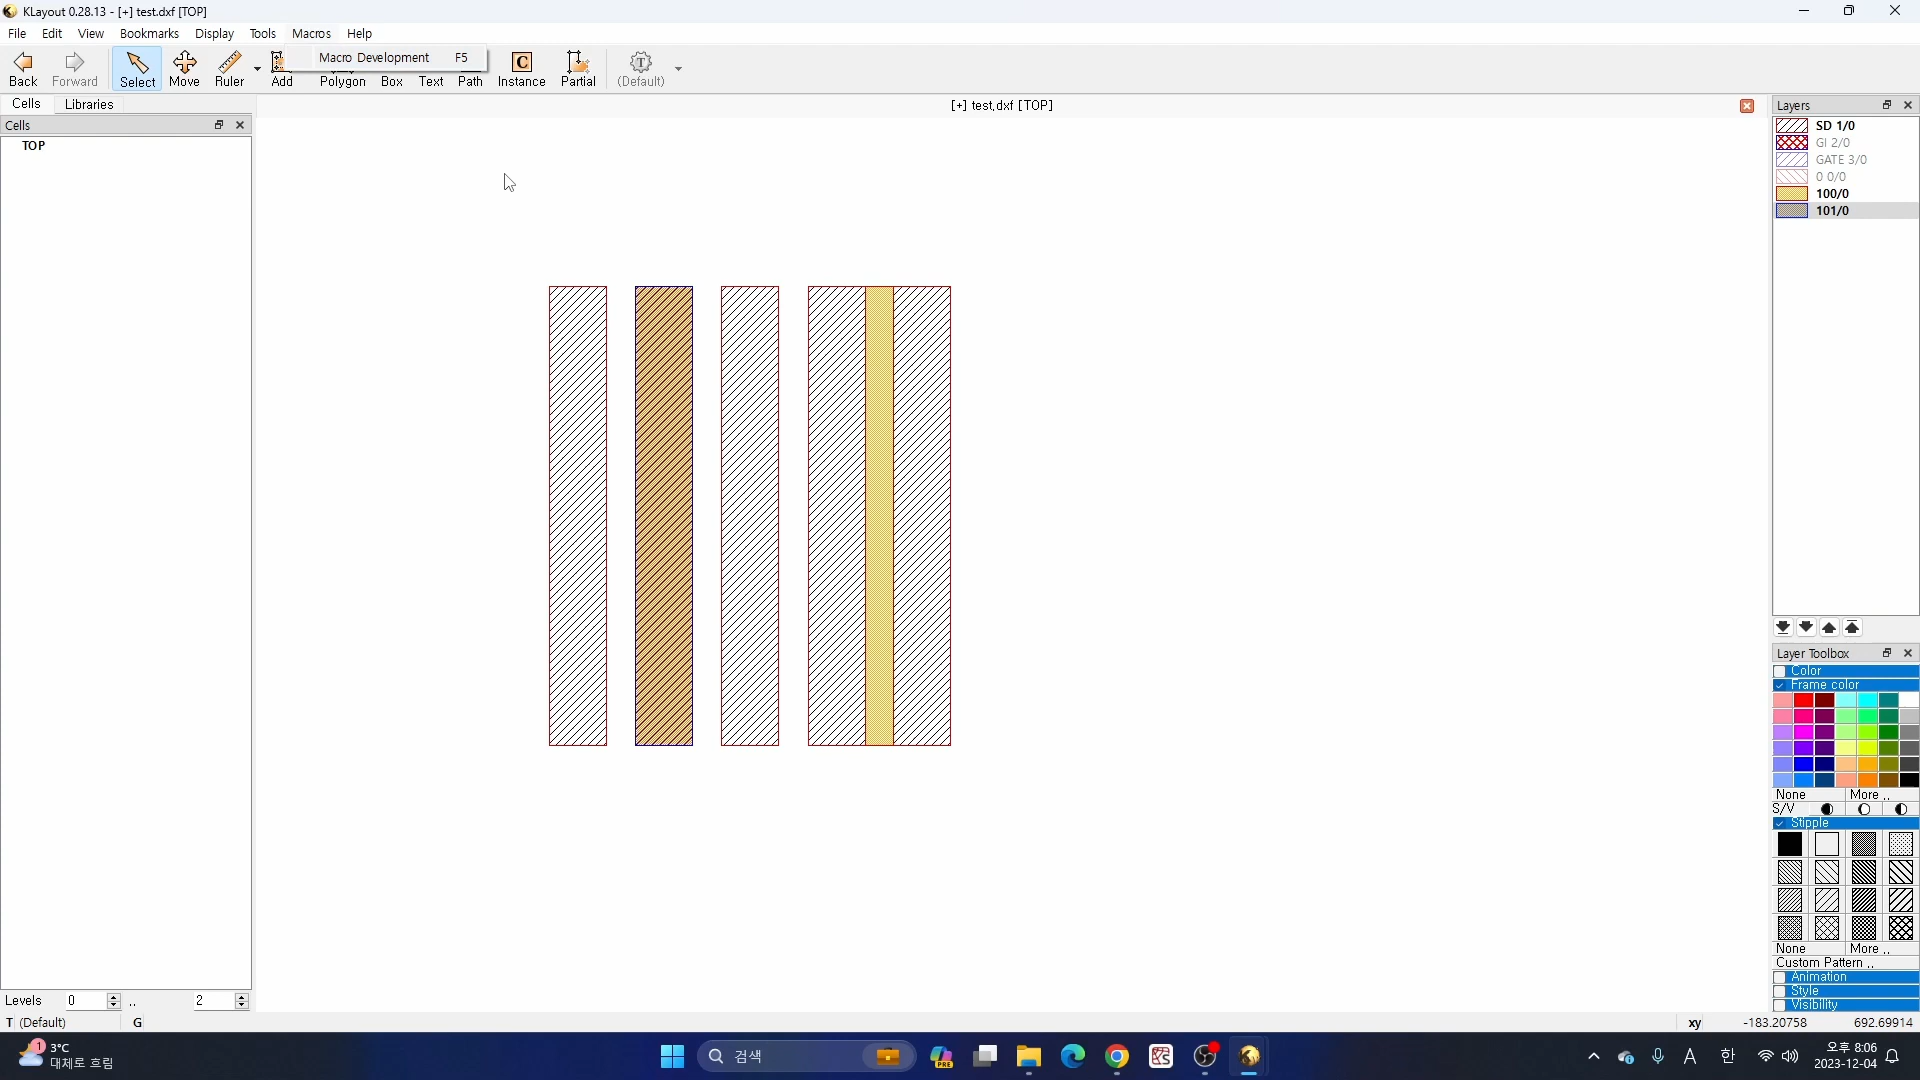 KLayout 0.28.13 - [+] test.dxf [TOP]
File Edit View Bookmarks Display Tools Macros Help
Macro Development F5
Back Forward Select Move Ruler Add Polygon Box Text Path Instance Partial (Default)
Cells Libraries
[+] test.dxf [TOP]
Cells
TOP
Layers
SD 1/0
GI 2/0
GATE 3/0
0 0/0
100/0
101/0
Layer Toolbox
Color
Frame color
None More ..
S/V
Stipple
None More ..
Custom Pattern ..
Animation
Style
Visibility
Levels 0 .. 2
T (Default) G
xy -183.20758 692.69914
1
3°C
대체로 흐림
검색
PRE
A 한
오후 8:06
2023-12-04